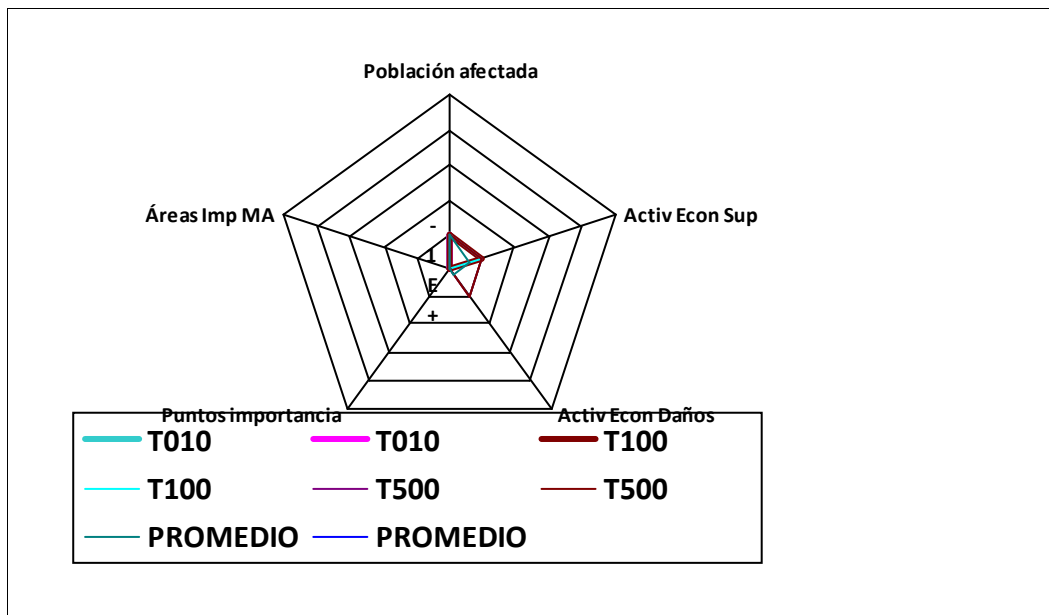 Población afectada
Áreas Imp MA
Activ Econ Sup
-
1
E
+
Puntos importancia
Activ Econ Daños
T010 T010 T100
T100 T500 T500
PROMEDIO PROMEDIO